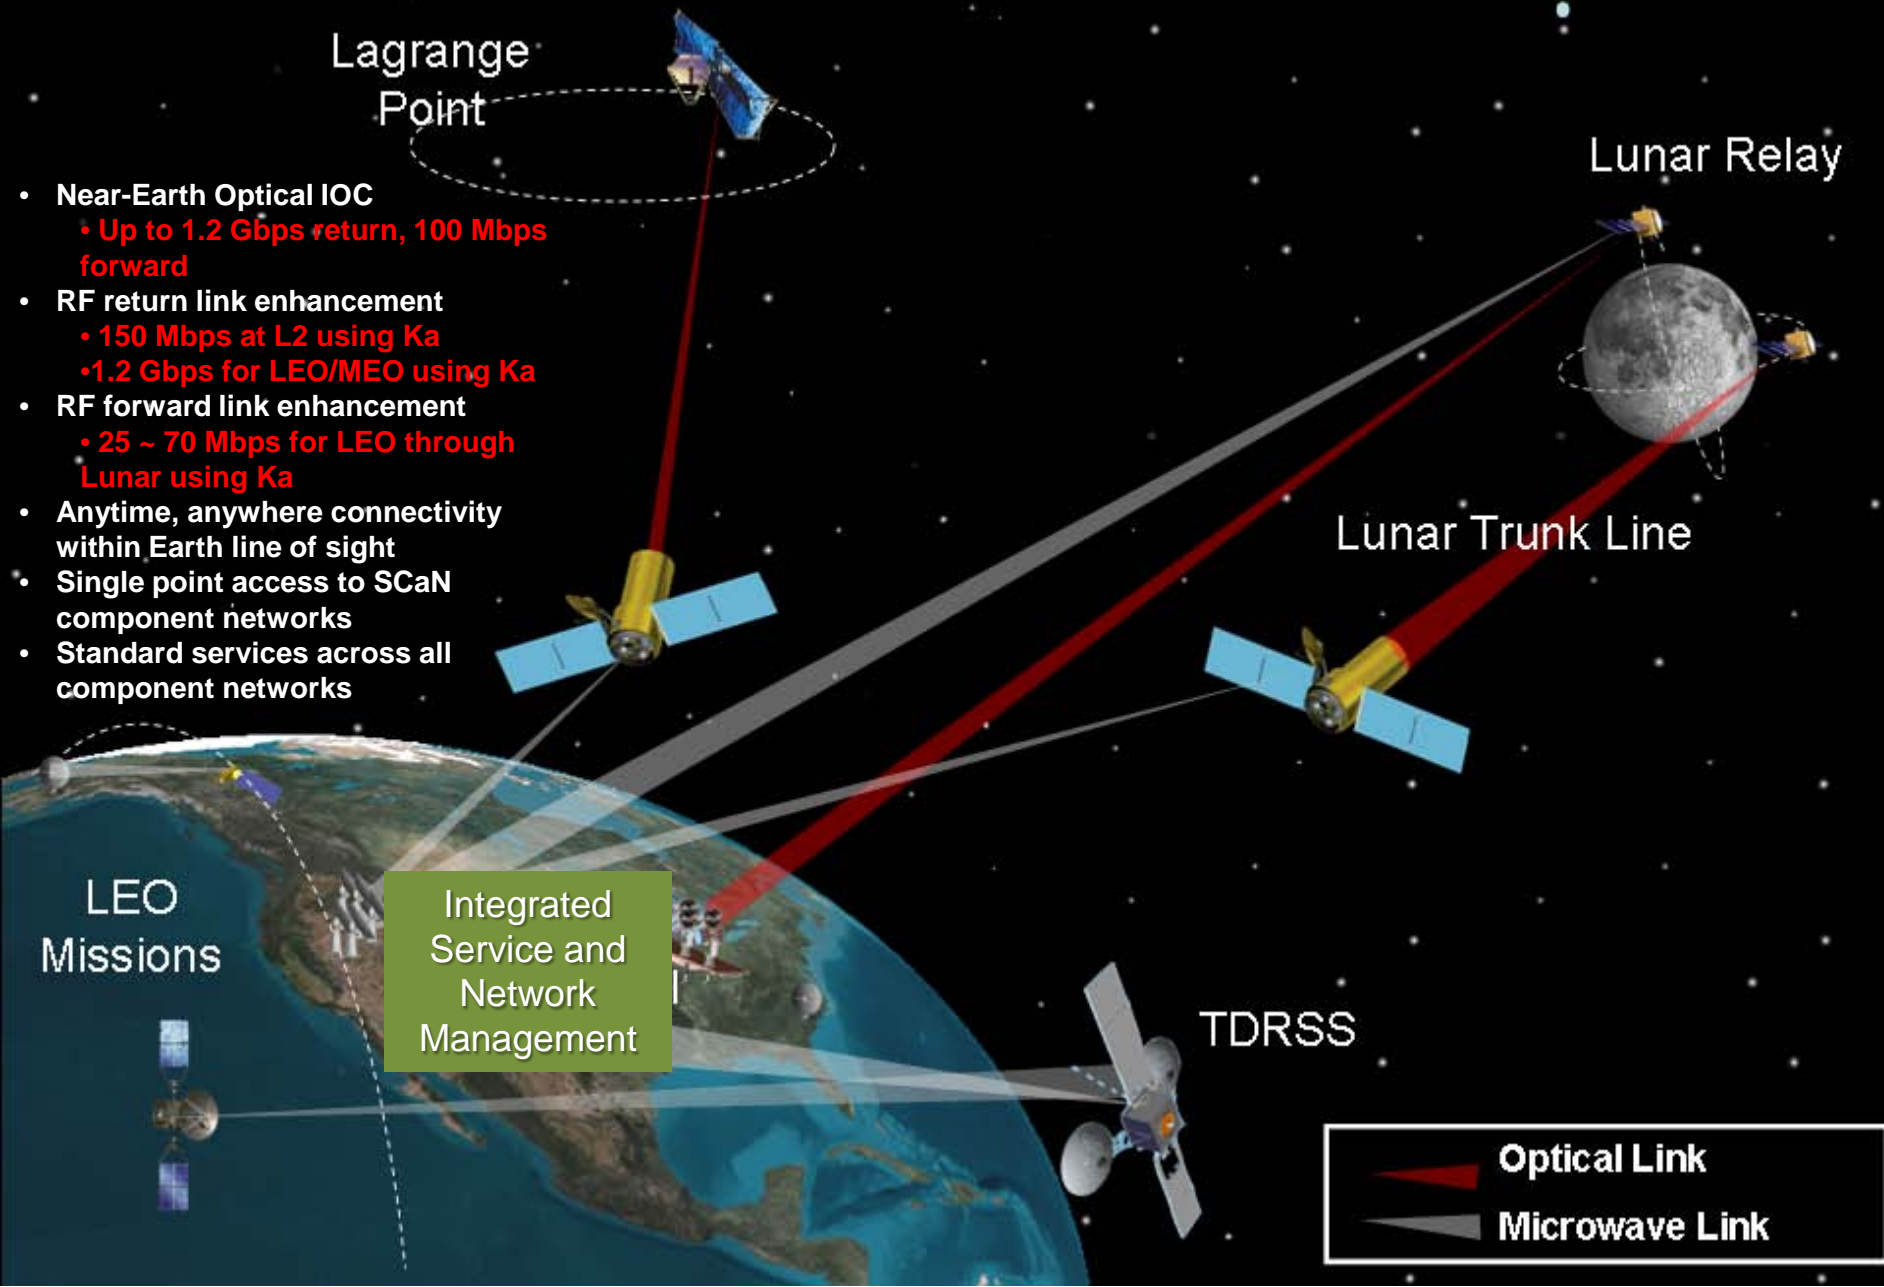 Lagrange
Point
Lunar Relay
• Near-Earth Optical IOC
• Up to 1.2 Gbps return, 100 Mbps
forward
• RF return link enhancement
• 150 Mbps at L2 using Ka
•1.2 Gbps for LEO/MEO using Ka
• RF forward link enhancement
• 25 ~ 70 Mbps for LEO through
Lunar using Ka
• Anytime, anywhere connectivity
within Earth line of sight
• Single point access to SCaN
component networks
• Standard services across all
component networks
Lunar Trunk Line
LEO
Missions
Integrated
Service and
Network
Management
TDRSS
Optical Link
Microwave Link